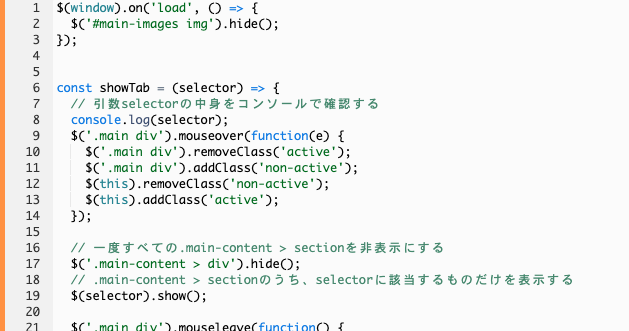 1 $(window).on('load', () => {
2   $('#main-images img').hide();
3 });
4
5
6 const showTab = (selector) => {
7   // 引数selectorの中身をコンソールで確認する
8   console.log(selector);
9   $('.main div').mouseover(function(e) {
10     $('.main div').removeClass('active');
11     $('.main div').addClass('non-active');
12     $(this).removeClass('non-active');
13     $(this).addClass('active');
14   });
15
16   // 一度すべての.main-content > sectionを非表示にする
17   $('.main-content > div').hide();
18   // .main-content > sectionのうち、selectorに該当するものだけを表示する
19   $(selector).show();
20
21   $('.main div').mouseleave(function() {